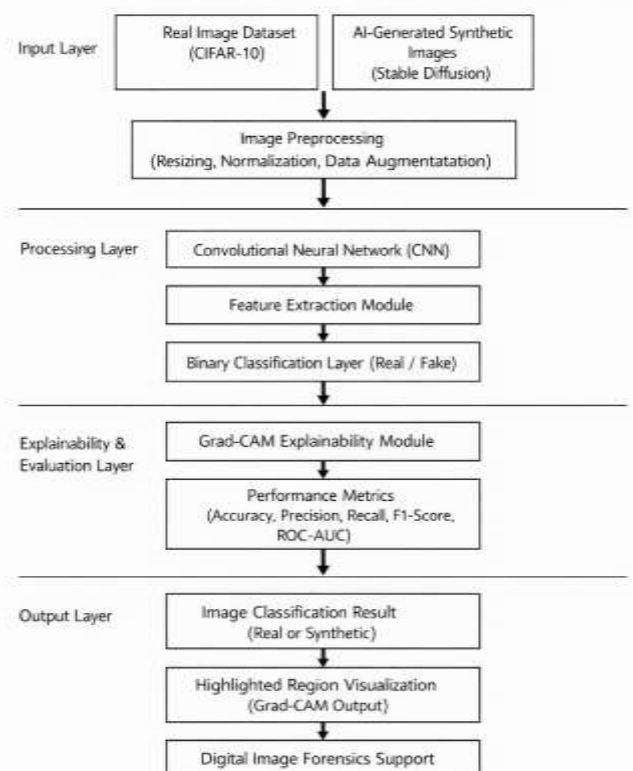 Input Layer
Real Image Dataset
(CIFAR-10)
AI-Generated Synthetic
Images
(Stable Diffusion)
Image Preprocessing
(Resizing, Normalization, Data Augmentatation)
Processing Layer
Convolutional Neural Network (CNN)
Feature Extraction Module
Binary Classification Layer (Real / Fake)
Explainability &
Evaluation Layer
Grad-CAM Explainability Module
Performance Metrics
(Accuracy, Precision, Recall, F1-Score,
ROC-AUC)
Output Layer
Image Classification Result
(Real or Synthetic)
Highlighted Region Visualization
(Grad-CAM Output)
Digital Image Forensics Support